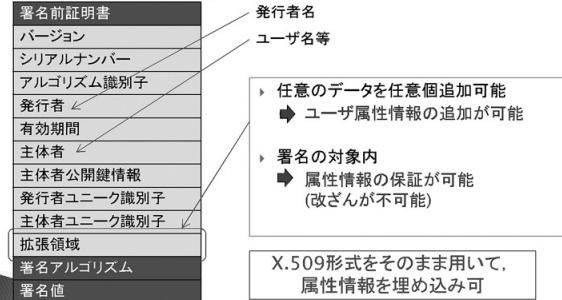 署名前証明書
バージョン
シリアルナンバー
アルゴリズム識別子
発行者
有効期間
主体者
主体者公開鍵情報
発行者ユニーク識別子
主体者ユニーク識別子
拡張領域
署名アルゴリズム
署名値
発行者名
ユーザ名等
任意のデータを任意個追加可能
ユーザ属性情報の追加が可能
署名の対象内
属性情報の保証が可能
(改ざんが不可能)
X.509形式をそのまま用いて,
属性情報を埋め込み可